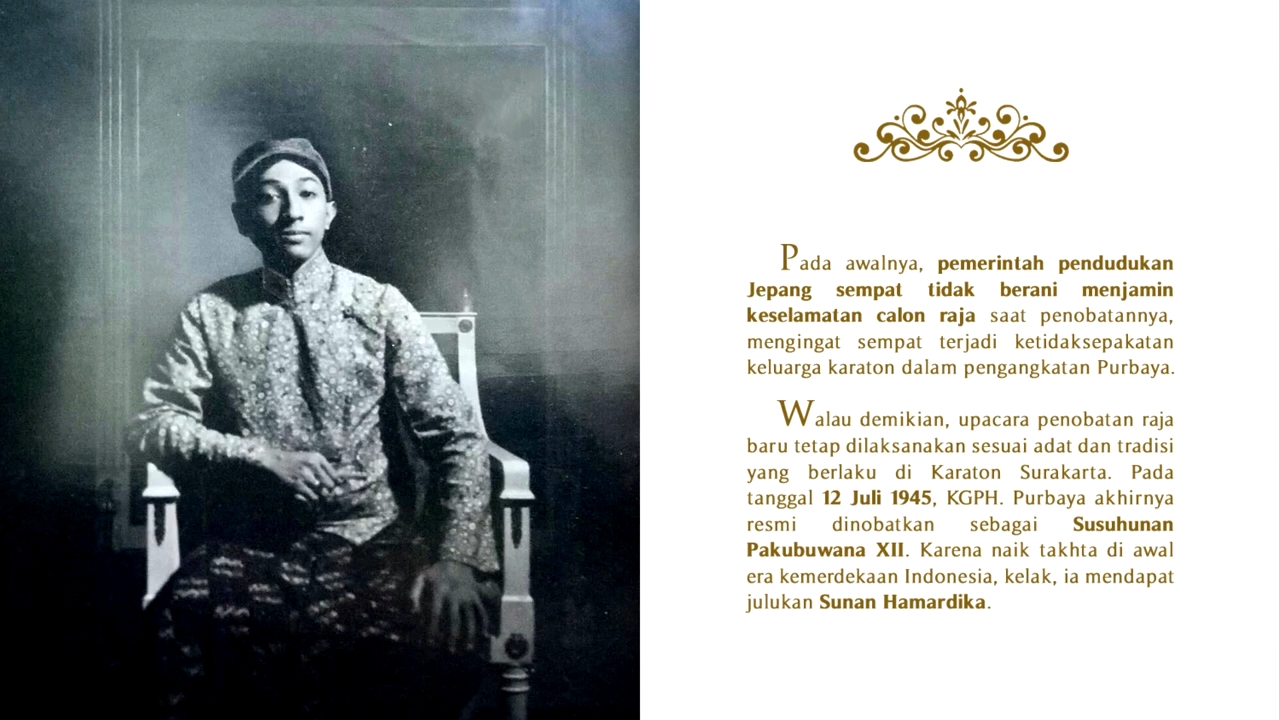 Pada awalnya, pemerintah pendudukan
Jepang sempat tidak berani menjamin
keselamatan calon raja saat penobatannya,
mengingat sempat terjadi ketidaksepakatan
keluarga karaton dalam pengangkatan Purbaya.
Walau demikian, upacara penobatan raja
baru tetap dilaksanakan sesuai adat dan tradisi
yang berlaku di Karaton Surakarta. Pada
tanggal 12 Juli 1945, KGPH. Purbaya akhirnya
resmi dinobatkan sebagai Susuhunan
Pakubuwana XII. Karena naik takhta di awal
era kemerdekaan Indonesia, kelak, ia mendapat
julukan Sunan Hamardika.